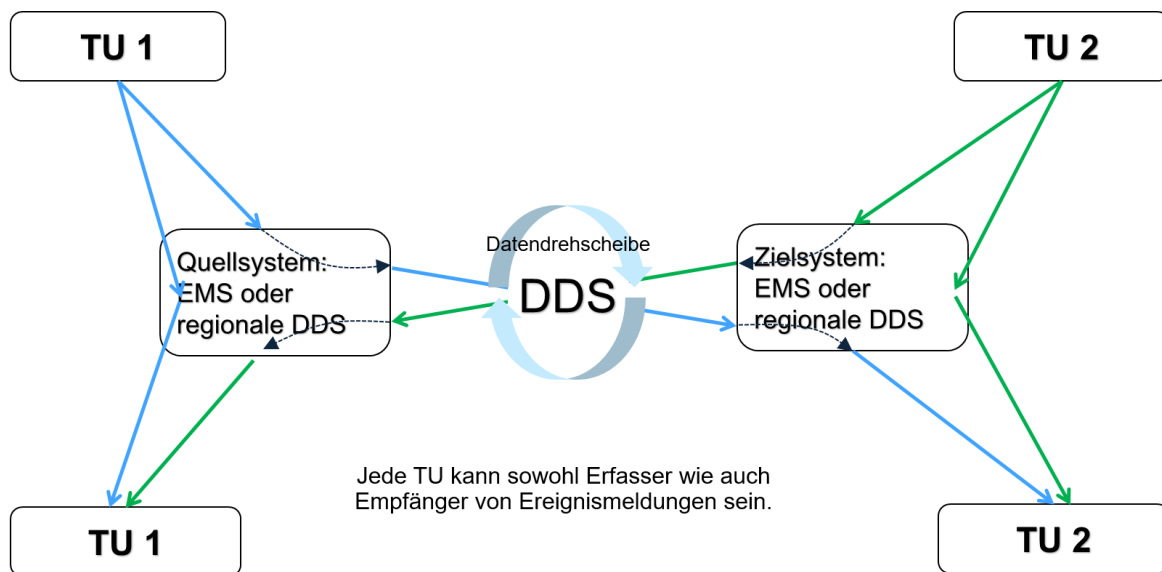 TU 1
TU 2
Datendrehscheibe
DDS
Quellsystem:
EMS oder
regionale DDS
Zielsystem:
EMS oder
regionale DDS
Jede TU kann sowohl Erfasser wie auch
Empfänger von Ereignismeldungen sein.
TU 1
TU 2